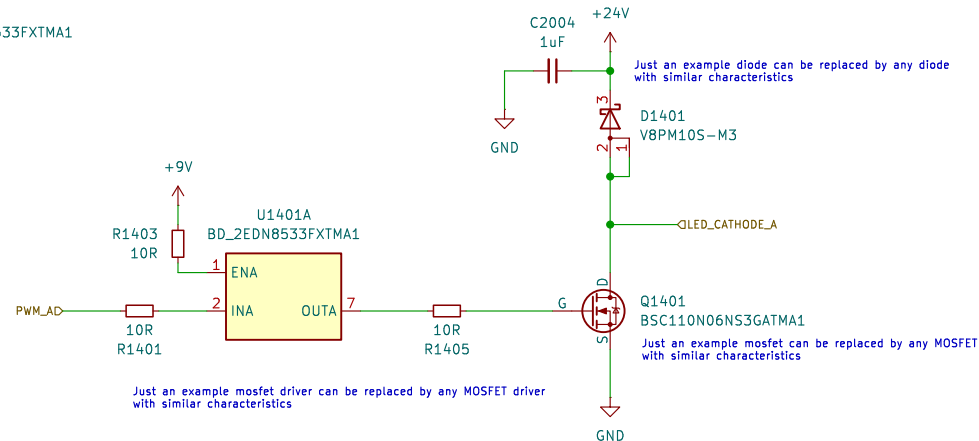 33FXTMA1
C2004
1uF
+24V
Just an example diode can be replaced by any diode
with similar characteristics
3
D1401
V8PM10S-M3
2
1
GND
+9V
R1403
10R
U1401A
BD_2EDN8533FXTMA1
1
ENA
2
INA
OUTA
7
PWM_A
10R
R1401
10R
R1405
LED_CATHODE_A
D
G
S
Q1401
BSC110N06NS3GATMA1
Just an example mosfet can be replaced by any MOSFET
with similar characteristics
Just an example mosfet driver can be replaced by any MOSFET driver
with similar characteristics
GND